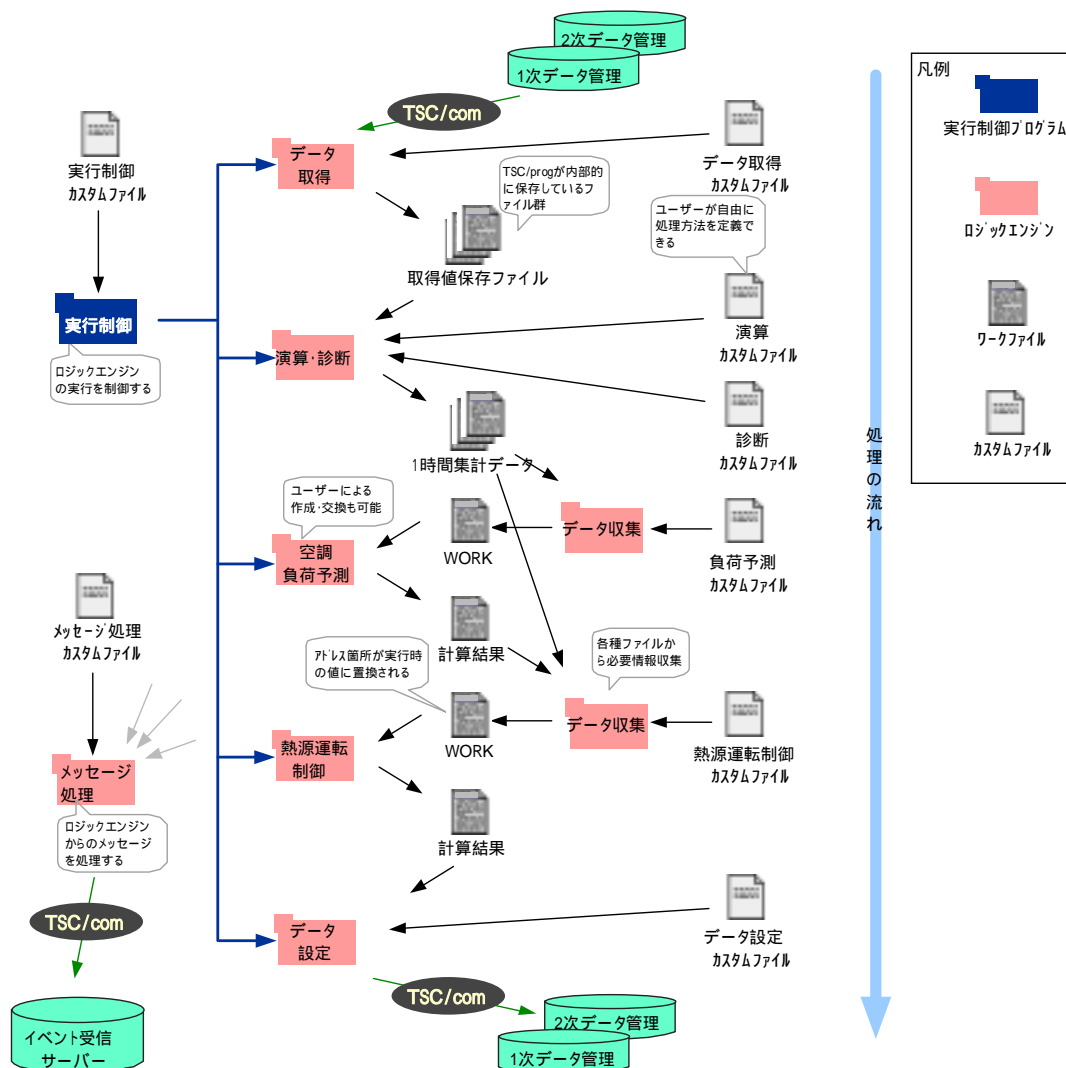 2次データ管理
1次データ管理
TSC/com
実行制御
カスタムファイル
データ
取得
データ取得
カスタムファイル
TSC/progが内部的
に保存しているフ
ァイル群
ユーザーが自由に
処理方法を定義で
きる
取得値保存ファイル
実行制御
ロジックエンジン
の実行を制御する
演算・診断
演算
カスタムファイル
診断
カスタムファイル
1時間集計データ
ユーザーによる
作成・交換も可能
空調
負荷予測
WORK
データ収集
負荷予測
カスタムファイル
メッセージ処理
カスタムファイル
計算結果
アドレス箇所が実行時
の値に置換される
各種ファイルか
ら必要情報収集
WORK
データ収集
熱源運転制御
カスタムファイル
熱源運転
制御
メッセージ
処理
ロジックエンジン
からのメッセージ
を処理する
計算結果
TSC/com
データ
設定
データ設定
カスタムファイル
TSC/com
イベント受信
サーバー
2次データ管理
1次データ管理
処理の流れ
凡例
実行制御プログラム
ロジックエンジン
ワークファイル
カスタムファイル